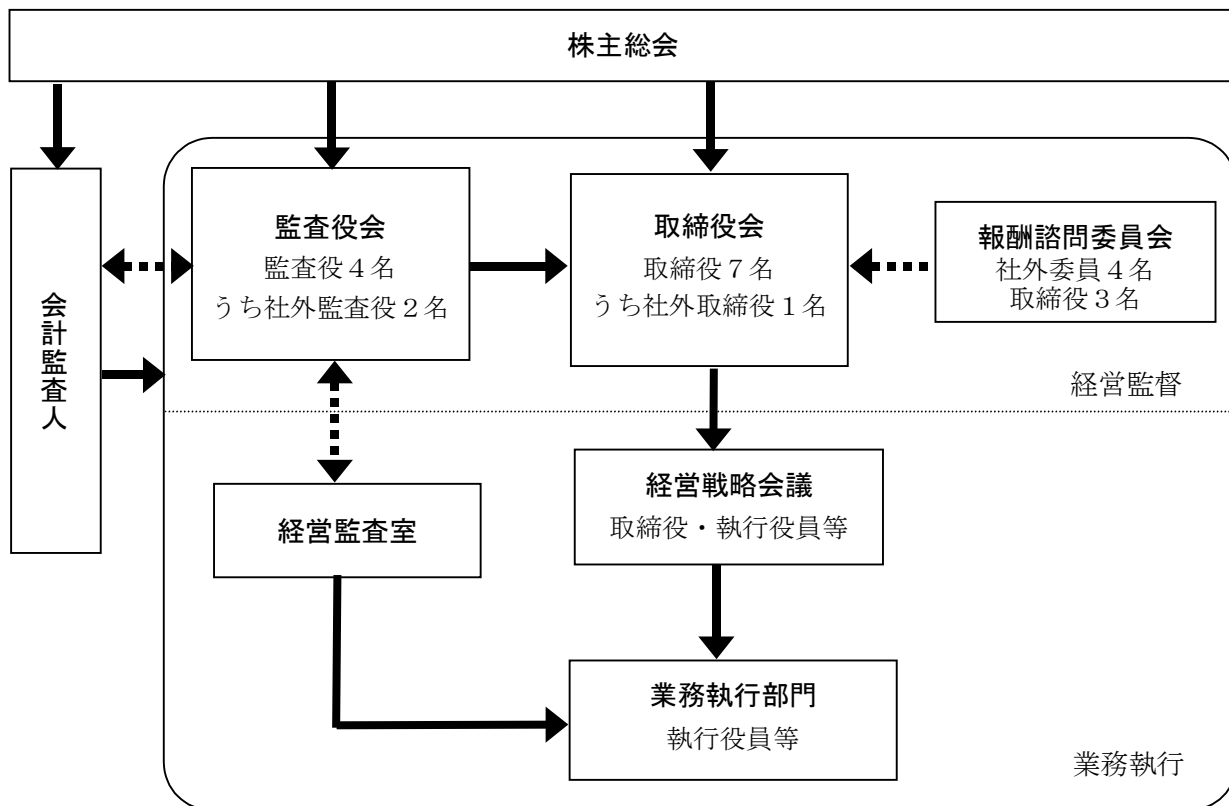 株主総会
監査役会
監査役４名
うち社外監査役２名
取締役会
取締役７名
うち社外取締役１名
報酬諮問委員会
社外委員４名
取締役３名
会計監査人
経営監督
経営監査室
経営戦略会議
取締役・執行役員等
業務執行部門
執行役員等
業務執行